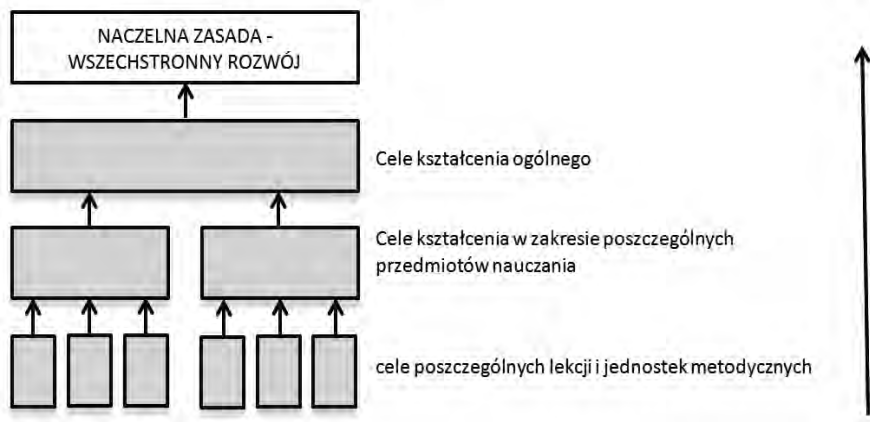 NACZELNA ZASADA -
WSZECHSTRONNY ROZWÓJ
Cele kształcenia ogólnego
Cele kształcenia w zakresie poszczególnych
przedmiotów nauczania
cele poszczególnych lekcji i jednostek metodycznych